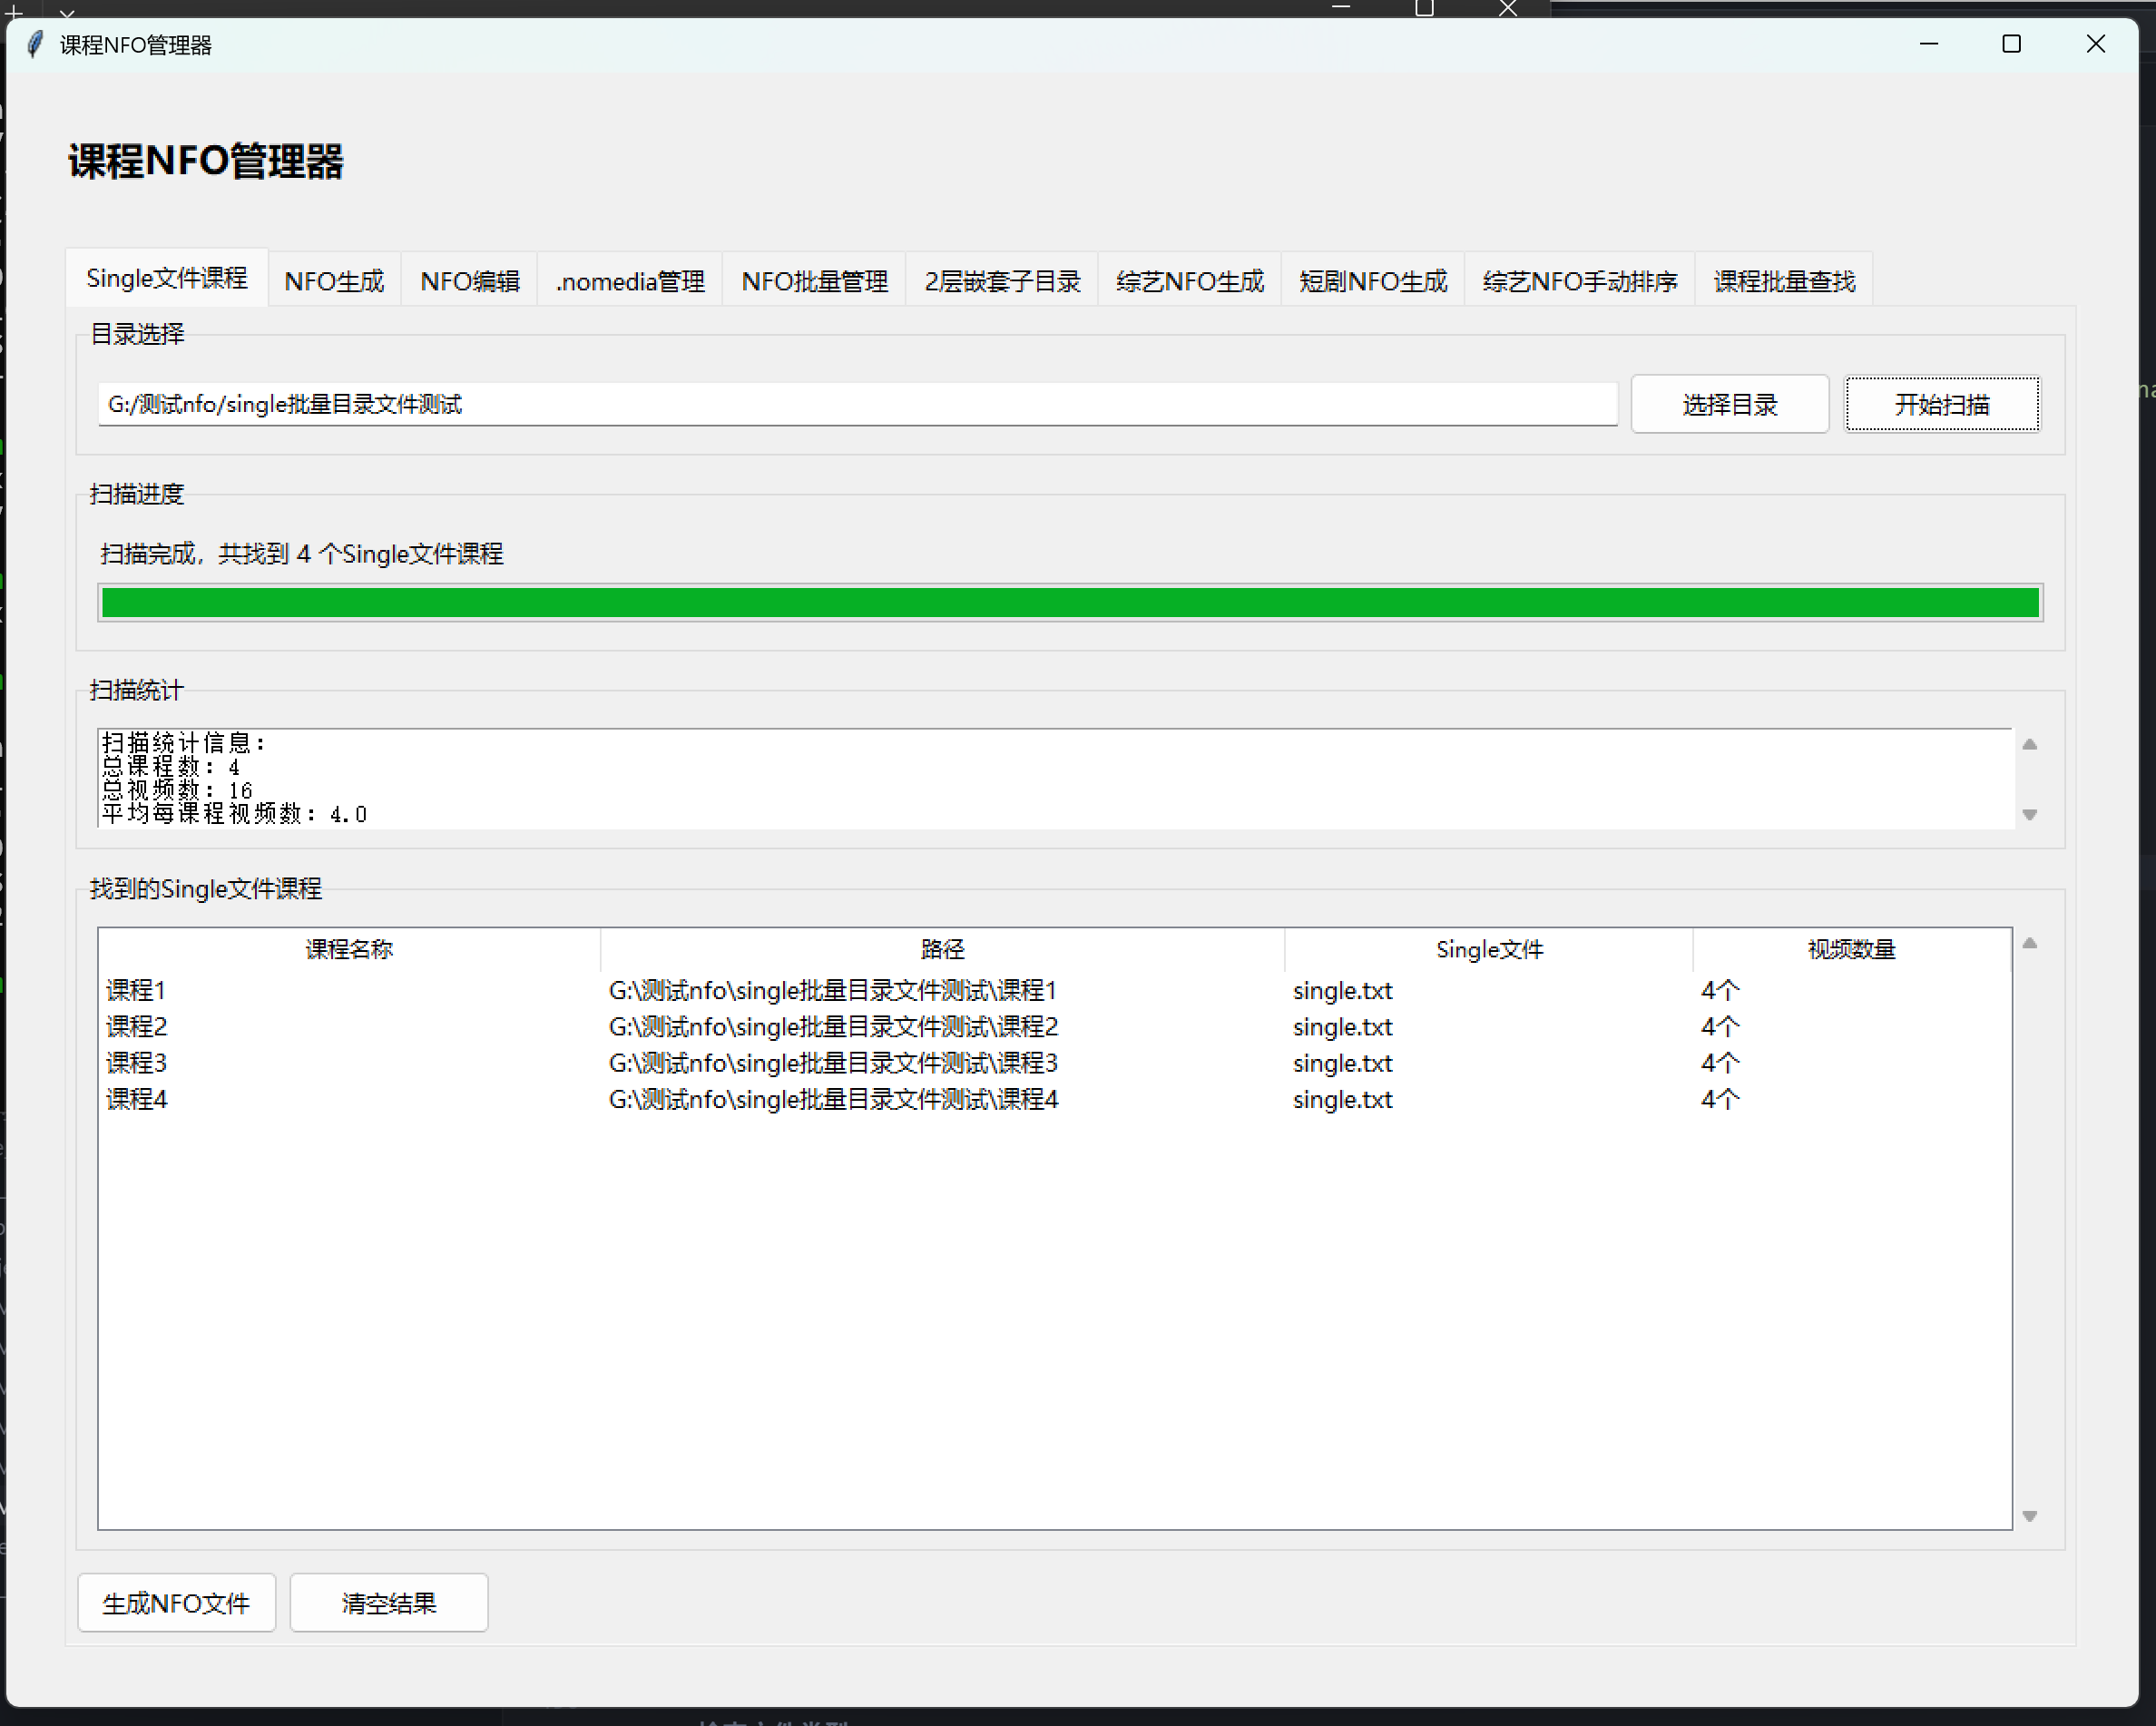 课程NFO管理器
课程NFO管理器
Single文件课程 NFO生成 NFO编辑 .nomedia管理 NFO批量管理 2层嵌套子目录 综艺NFO生成 短剧NFO生成 综艺NFO手动排序 课程批量查找
目录选择
G:/测试nfo/single批量目录文件测试 选择目录 开始扫描
扫描进度
扫描完成，共找到 4 个Single文件课程
扫描统计
扫描统计信息：
总课程数：4
总视频数：16
平均每课程视频数：4.0
找到的Single文件课程
课程名称 路径 Single文件 视频数量
课程1 G:\测试nfo\single批量目录文件测试\课程1 single.txt 4个
课程2 G:\测试nfo\single批量目录文件测试\课程2 single.txt 4个
课程3 G:\测试nfo\single批量目录文件测试\课程3 single.txt 4个
课程4 G:\测试nfo\single批量目录文件测试\课程4 single.txt 4个
生成NFO文件 清空结果